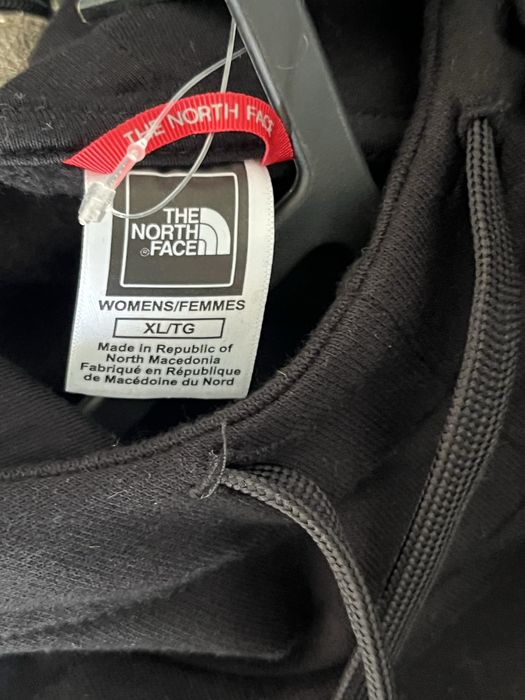 THE NORTH FACE
THE
NORTH
FACE
®
WOMENS/FEMMES
XL/TG
Made in Republic of
North Macedonia
Fabriqué en République
de Macédoine du Nord